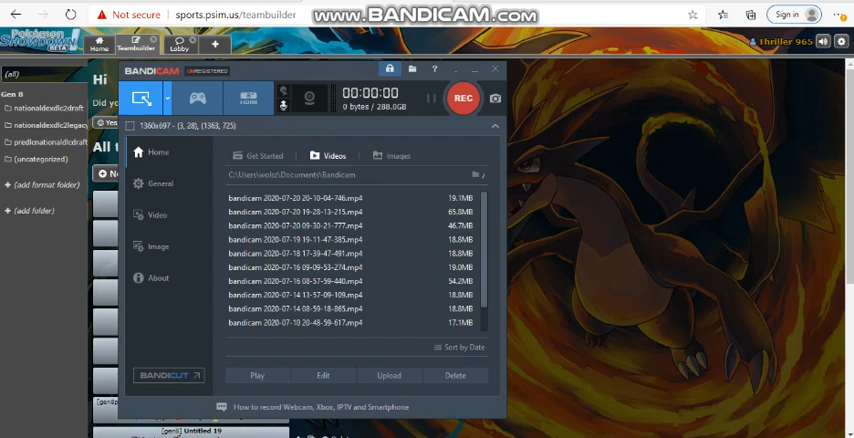 Not secure
sports.psim.us/teambuilder
www.BANDICAM.com
Sign in
Pokémon
SHOWDOWN!
BETA
Home
Teambuilder
Lobby
Thriller 965
(all)
Gen 8
nationaldexdlc2draft
nationaldlc2legac
predlcnationaldldraft
(uncategorized)
(add format folder)
(add folder)
Hi
Did yo
Yes
All t
N
BANDICAM UNREGISTERED
HDMI
00:00:00
0 bytes / 288.0GB
REC
1360x697 - (3, 28), (1363, 725)
Home
General
Video
Image
About
BANDICUT
Get Started
Videos
Images
C:\Users\wolsz\Documents\Bandicam
bandicam 2020-07-20 20-10-04-746.mp4 19.1MB
bandicam 2020-07-20 19-28-13-215.mp4 65.8MB
bandicam 2020-07-20 09-30-21-777.mp4 46.7MB
bandicam 2020-07-19 19-11-47-385.mp4 18.8MB
bandicam 2020-07-18 17-39-47-491.mp4 18.8MB
bandicam 2020-07-16 09-09-53-274.mp4 19.0MB
bandicam 2020-07-16 08-57-59-440.mp4 54.2MB
bandicam 2020-07-14 13-57-09-109.mp4 18.8MB
bandicam 2020-07-14 08-59-18-865.mp4 18.8MB
bandicam 2020-07-10 20-48-59-617.mp4 17.1MB
Sort by Date
Play
Edit
Upload
Delete
How to record Webcam, Xbox, IPTV and Smartphone
[gen8
[gen8] Untitled 19